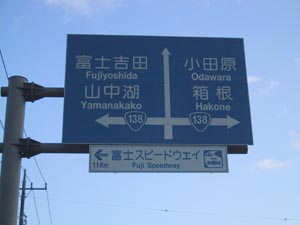 富士吉田
Fujiyoshida
山中湖
Yamanakako
138
小田原
Odawara
箱根
Hakone
138
富士スピードウェイ
11Km
Fuji Speedway